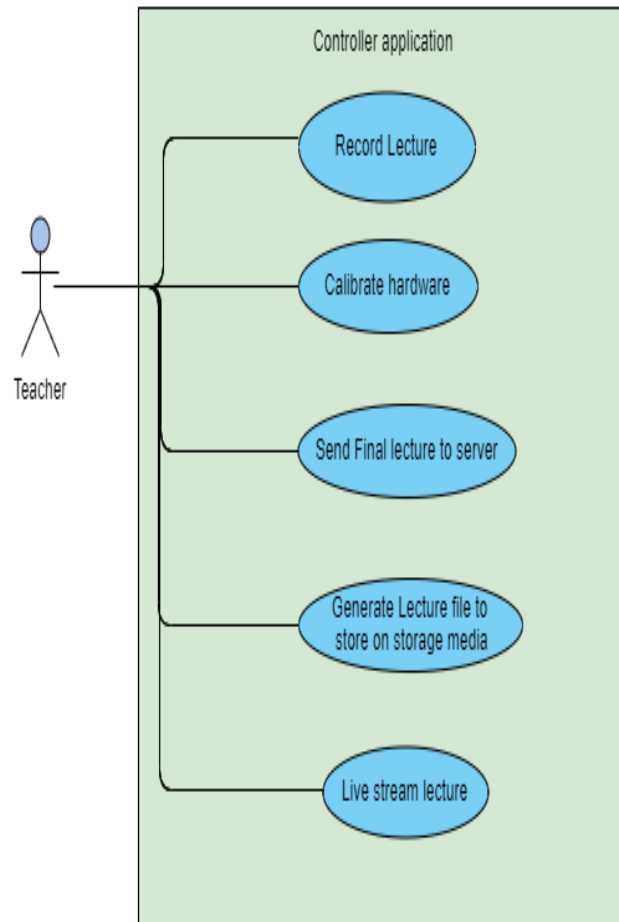 Controller application
Record Lecture
Calibrate hardware
Teacher
Send Final lecture to server
Generate Lecture file to
store on storage media
Live stream lecture